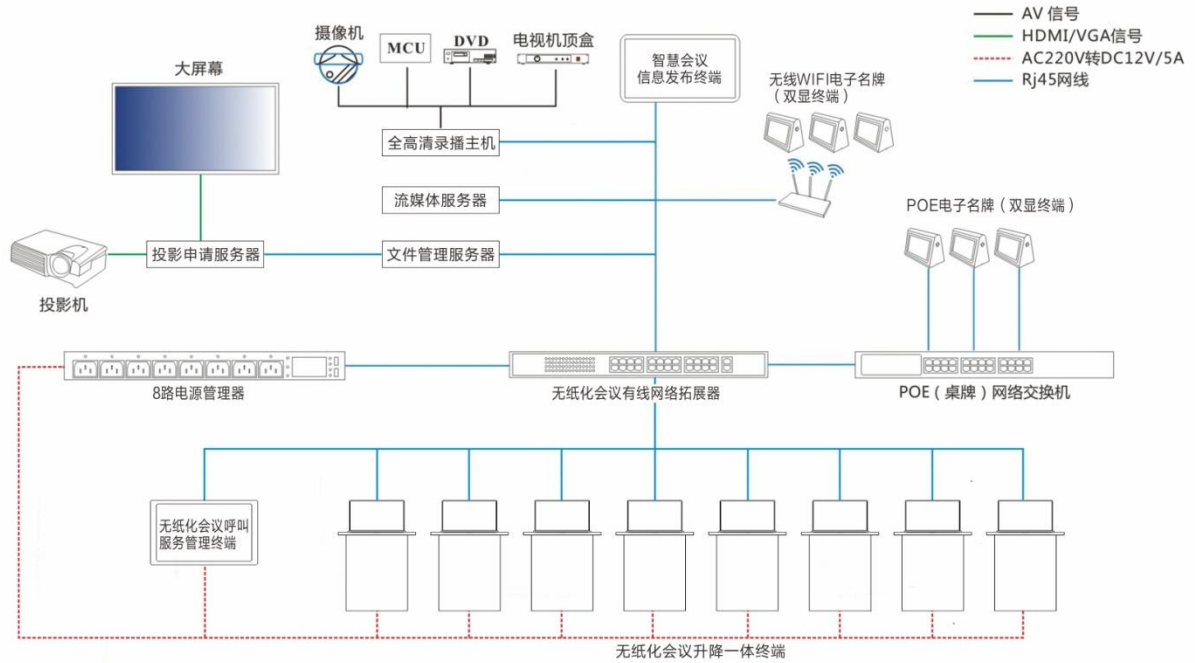 AV 信号
HDMI/VGA信号
AC220V转DC12V/5A
Rj45网线
摄像机
MCU
DVD
电视机顶盒
智慧会议
信息发布终端
无线WIFI电子名牌
（双显终端）
大屏幕
全高清录播主机
流媒体服务器
POE电子名牌（双显终端）
投影申请服务器
文件管理服务器
投影机
8路电源管理器
无纸化会议有线网络拓展器
POE（桌牌）网络交换机
无纸化会议呼叫
服务管理终端
无纸化会议升降一体终端